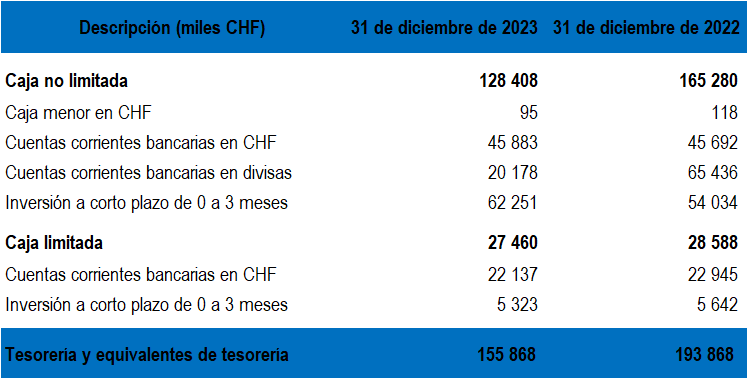 Descripción (miles CHF) 31 de diciembre de 2023 31 de diciembre de 2022
Caja no limitada 128 408 165 280
Caja menor en CHF 95 118
Cuentas corrientes bancarias en CHF 45 883 45 692
Cuentas corrientes bancarias en divisas 20 178 65 436
Inversión a corto plazo de 0 a 3 meses 62 251 54 034
Caja limitada 27 460 28 588
Cuentas corrientes bancarias en CHF 22 137 22 945
Inversión a corto plazo de 0 a 3 meses 5 323 5 642
Tesorería y equivalentes de tesorería 155 868 193 868